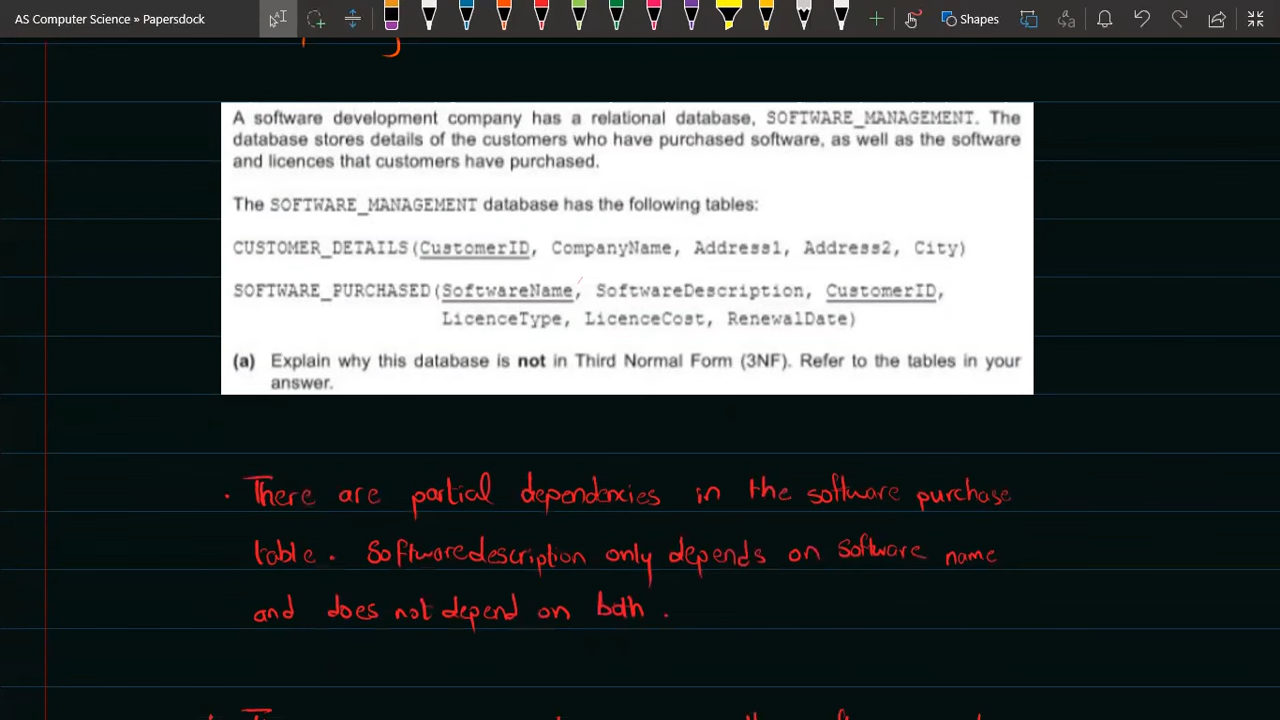 AS Computer Science » Papersdock
Shapes
A software development company has a relational database, SOFTWARE_MANAGEMENT. The
database stores details of the customers who have purchased software, as well as the software
and licences that customers have purchased.
The SOFTWARE_MANAGEMENT database has the following tables:
CUSTOMER_DETAILS(CustomerID, CompanyName, Address1, Address2, City)
SOFTWARE_PURCHASED(SoftwareName, SoftwareDescription, CustomerID,
LicenceType, LicenceCost, RenewalDate)
(a) Explain why this database is not in Third Normal Form (3NF). Refer to the tables in your
answer.
· There are partial dependencies in the software purchase
table. Softwaredescription only depends on software name
and does not depend on both.